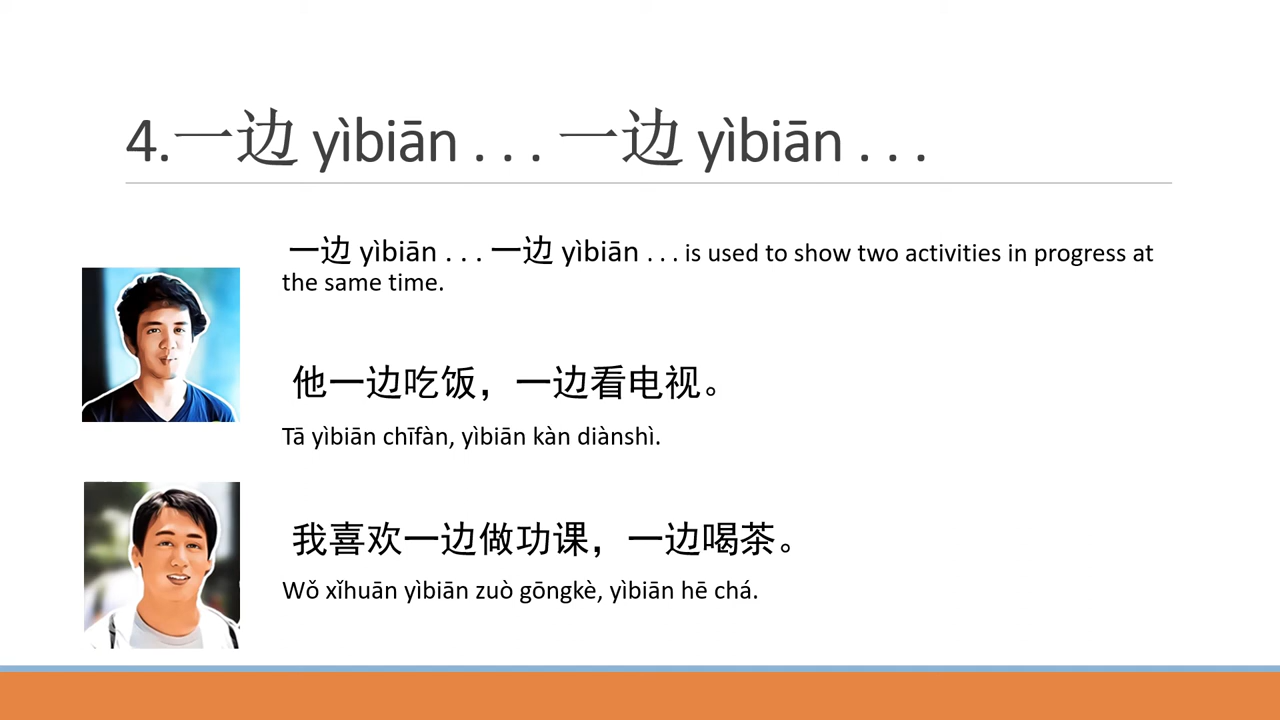 4.一边 yìbiān . . . 一边 yìbiān . . .
一边 yìbiān . . . 一边 yìbiān . . . is used to show two activities in progress at
the same time.
他一边吃饭，一边看电视。
Tā yìbiān chīfàn, yìbiān kàn diànshì.
我喜欢一边做功课，一边喝茶。
Wǒ xǐhuān yìbiān zuò gōngkè, yìbiān hē chá.